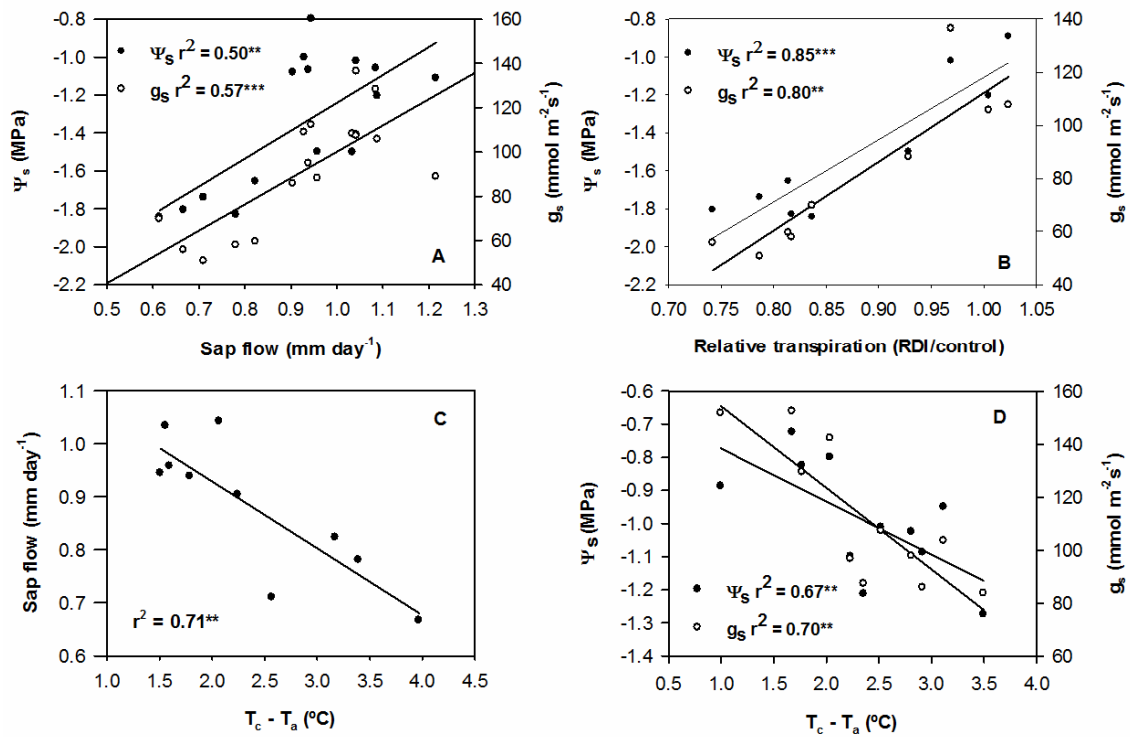 Ψs r² = 0.50**
gs r² = 0.57***
A
-0.8
-1.0
-1.2
-1.4
-1.6
-1.8
-2.0
-2.2
Ψs (MPa)
160
140
120
100
80
60
40
gs (mmol m⁻²s⁻¹)
0.5 0.6 0.7 0.8 0.9 1.0 1.1 1.2 1.3
Sap flow (mm day⁻¹)
Ψs r² = 0.85***
gs r² = 0.80**
B
-0.8
-1.0
-1.2
-1.4
-1.6
-1.8
-2.0
-2.2
Ψs (MPa)
140
120
100
80
60
40
gs (mmol m⁻²s⁻¹)
0.70 0.75 0.80 0.85 0.90 0.95 1.00 1.05
Relative transpiration (RDI/control)
C
r² = 0.71**
1.1
1.0
0.9
0.8
0.7
0.6
Sap flow (mm day⁻¹)
1.0 1.5 2.0 2.5 3.0 3.5 4.0 4.5
Tc - Ta (ºC)
D
Ψs r² = 0.67**
gs r² = 0.70**
-0.6
-0.7
-0.8
-0.9
-1.0
-1.1
-1.2
-1.3
-1.4
Ψs (MPa)
160
140
120
100
80
60
gs (mmol m⁻²s⁻¹)
0.5 1.0 1.5 2.0 2.5 3.0 3.5 4.0
Tc - Ta (ºC)